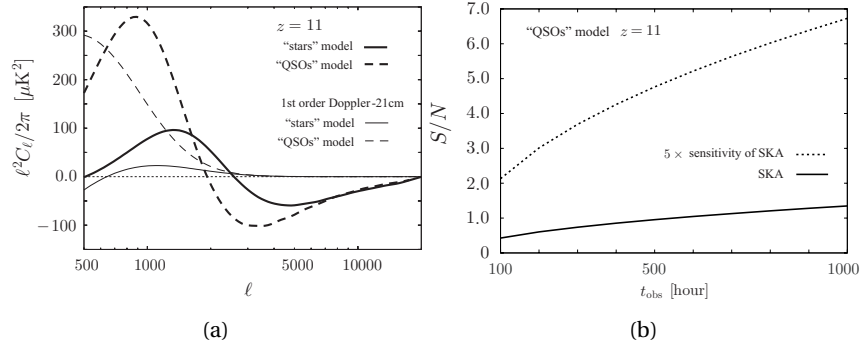 z = 11
"stars" model
"QSOs" model
1st order Doppler-21cm
"stars" model
"QSOs" model
ℓ²Cℓ/2π [μK²]
300
200
100
0.0
−100
500 1000 5000 10000
ℓ
(a)
"QSOs" model z = 11
5 × sensitivity of SKA
SKA
S/N
7.0
6.0
5.0
4.0
3.0
2.0
1.0
0
100 500 1000
t_obs [hour]
(b)